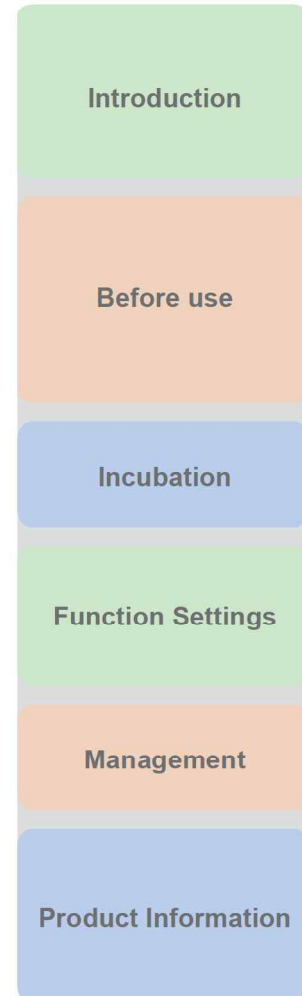 Introduction
Before use
Incubation
Function Settings
Management
Product Information